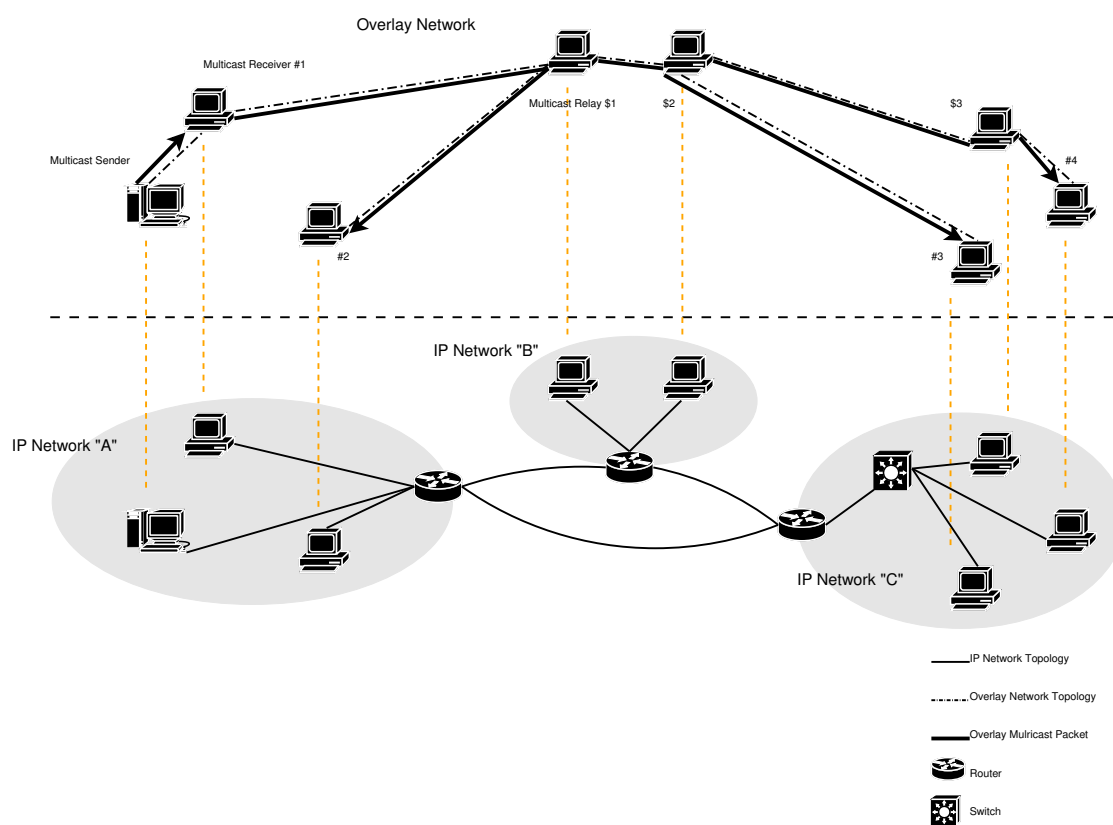 Overlay Network
Multicast Receiver #1
Multicast Relay $1
$2
$3
Multicast Sender
#4
#2
#3
IP Network "B"
IP Network "A"
IP Network "C"
IP Network Topology
Overlay Network Topology
Overlay Mulricast Packet
Router
Switch